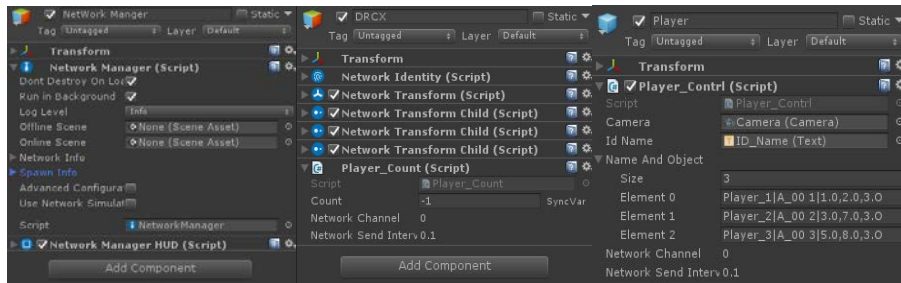 NetWork Manger
Static
Tag Untagged Layer Default
Transform
Network Manager (Script)
Dont Destroy On Loa
Run in Background
Log Level Info
Offline Scene None (Scene Asset)
Online Scene None (Scene Asset)
Network Info
Spawn Info
Advanced Configura
Use Network Simulat
Script NetworkManager
Network Manager HUD (Script)
Add Component
DRCX
Static
Tag Untagged Layer Default
Transform
Network Identity (Script)
Network Transform (Script)
Network Transform Child (Script)
Network Transform Child (Script)
Network Transform Child (Script)
Player_Count (Script)
Script Player_Count
Count -1 SyncVar
Network Channel 0
Network Send Interv 0.1
Add Component
Player
Static
Tag Untagged Layer Default
Transform
Player_Contrl (Script)
Script Player_Contrl
Camera Camera (Camera)
Id Name ID_Name (Text)
Name And Object
Size 3
Element 0 Player_1|A_00 1|1.0,2.0,3.0
Element 1 Player_2|A_00 2|3.0,7.0,3.0
Element 2 Player_3|A_00 3|5.0,8.0,3.0
Network Channel 0
Network Send Interv 0.1